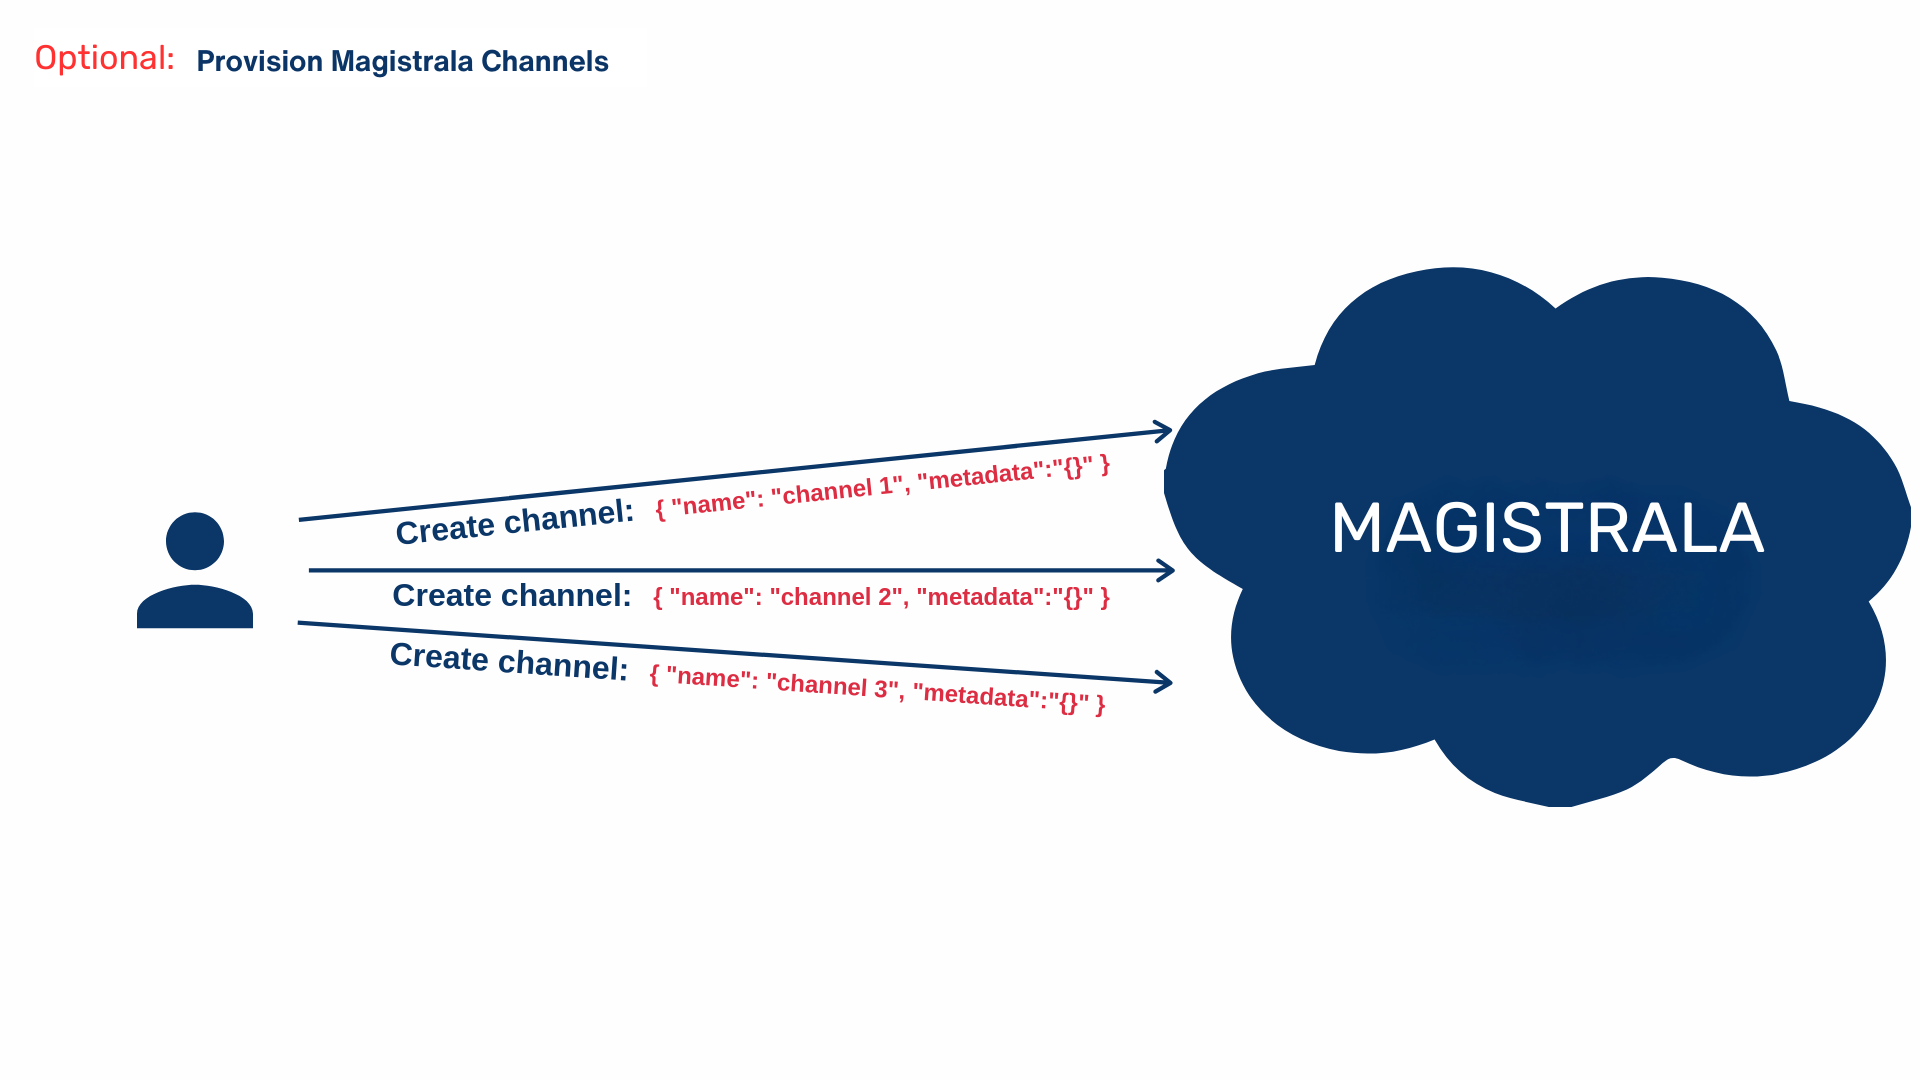 Optional: Provision Magistrala Channels
Create channel: { "name": "channel 1", "metadata":"{}" }
MAGISTRALA
Create channel: { "name": "channel 2", "metadata":"{}" }
Create channel: { "name": "channel 3", "metadata":"{}" }